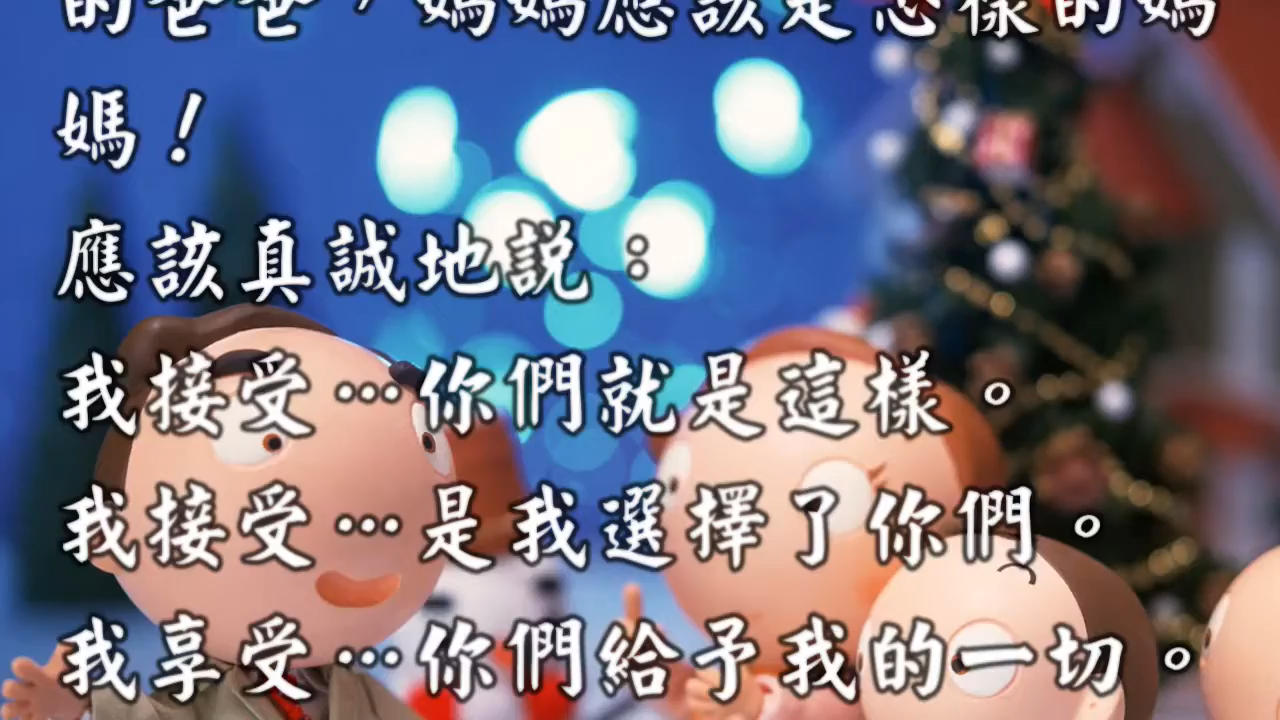 的爸爸，媽媽應該是怎樣的媽
媽！
應該真誠地説：
我接受…你們就是這樣。
我接受…是我選擇了你們。
我享受…你們給予我的一切。